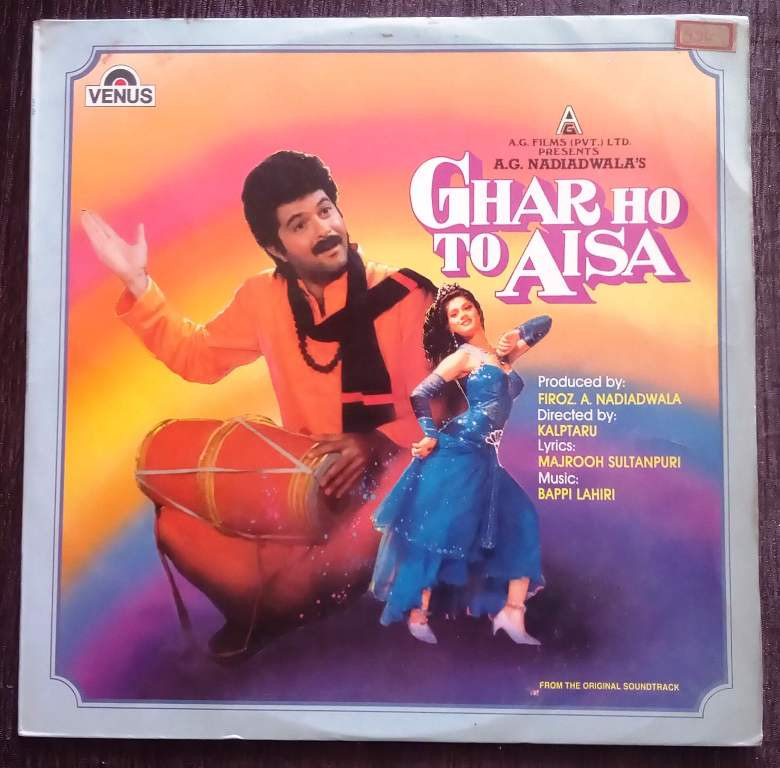 VENUS
A
G
A.G. FILMS (PVT.) LTD.
PRESENTS
A.G. NADIADWALA'S
GHAR HO
TO AISA
Produced by:
FIROZ. A. NADIADWALA
Directed by:
KALPTARU
Lyrics:
MAJROOH SULTANPURI
Music:
BAPPI LAHIRI
FROM THE ORIGINAL SOUNDTRACK